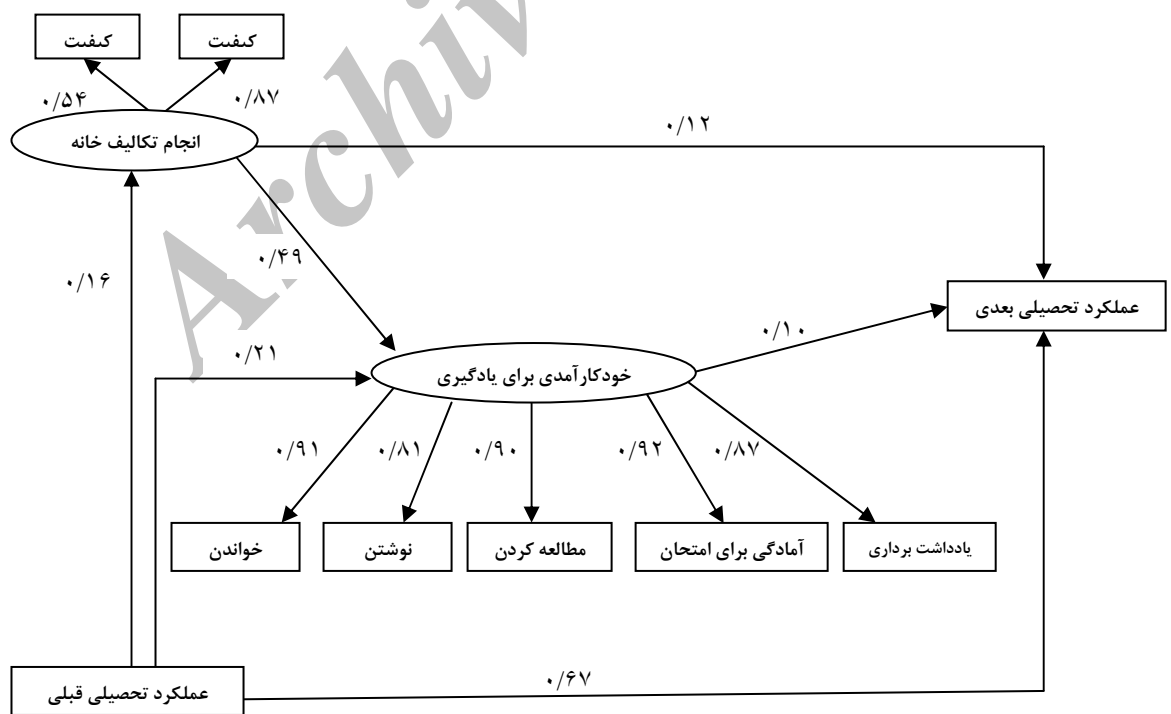 کیفیت
کیفیت
۰/۵۴
۰/۸۷
انجام تکالیف خانه
۰/۱۲
۰/۴۹
۰/۱۶
عملکرد تحصیلی بعدی
۰/۱۰
۰/۲۱
خودکارآمدی برای یادگیری
۰/۹۱
۰/۸۱
۰/۹۰
۰/۹۲
۰/۸۷
خواندن
نوشتن
مطالعه کردن
آمادگی برای امتحان
یادداشت برداری
عملکرد تحصیلی قبلی
۰/۶۷
Archiv